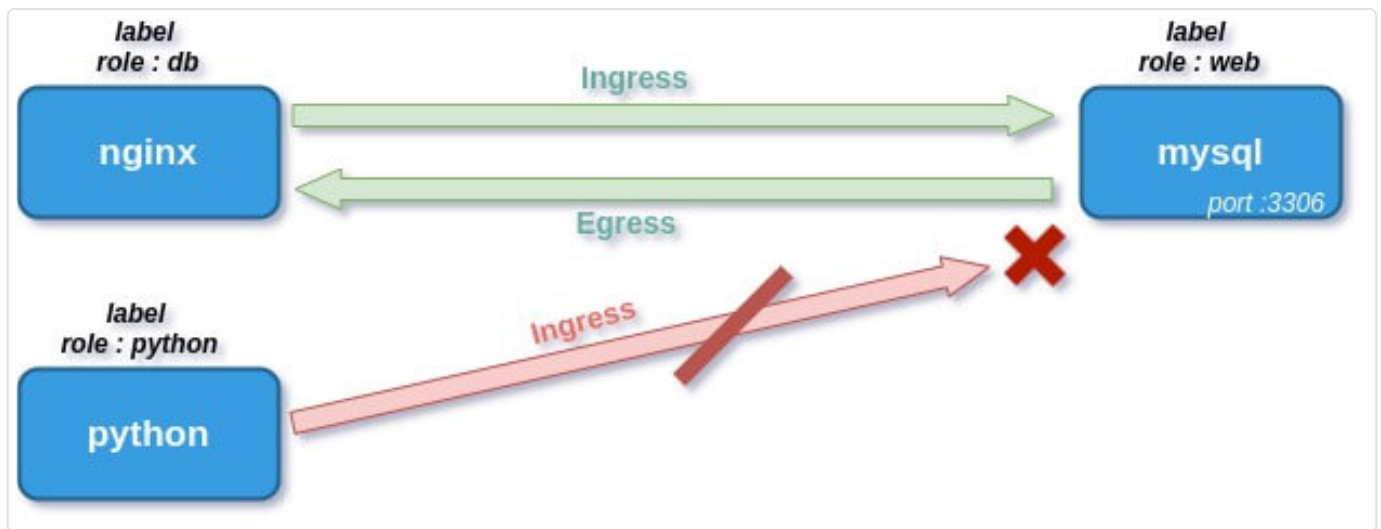 label
role : db
nginx
Ingress
Egress
label
role : web
mysql
port :3306
label
role : python
python
Ingress